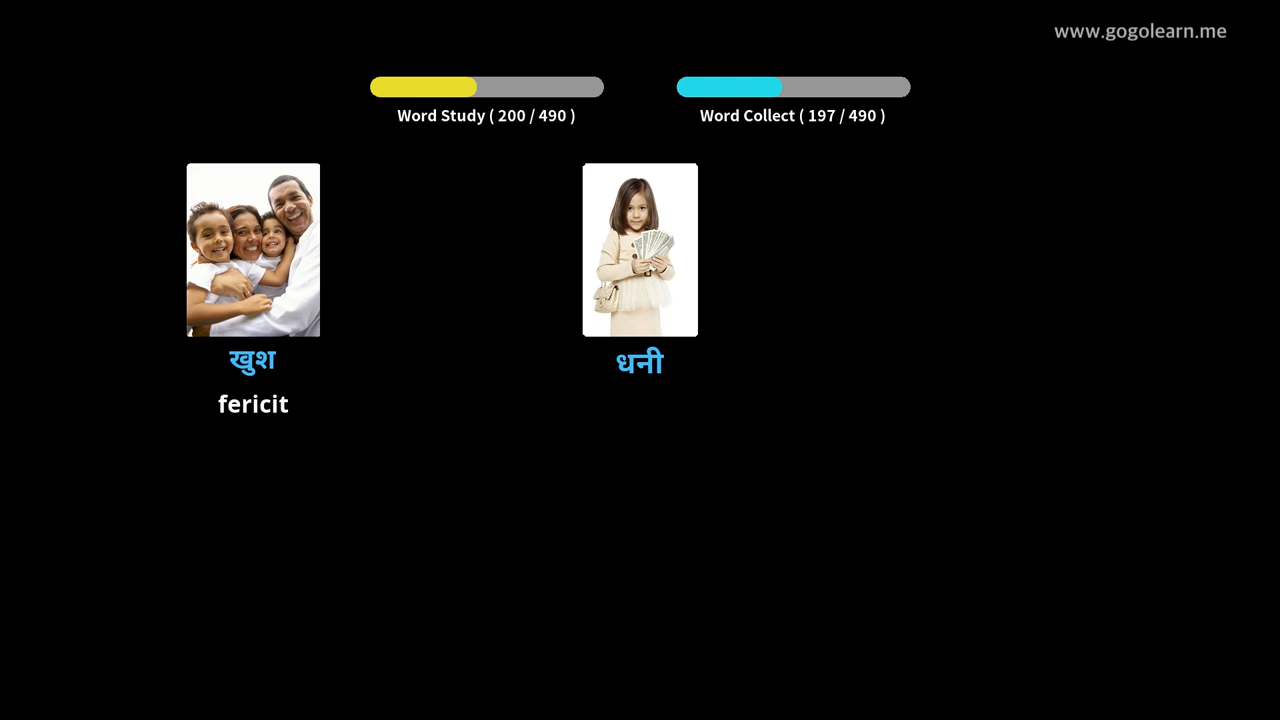 www.gogolearn.me
Word Study ( 200 / 490 )
Word Collect ( 197 / 490 )
खुश
धनी
fericit